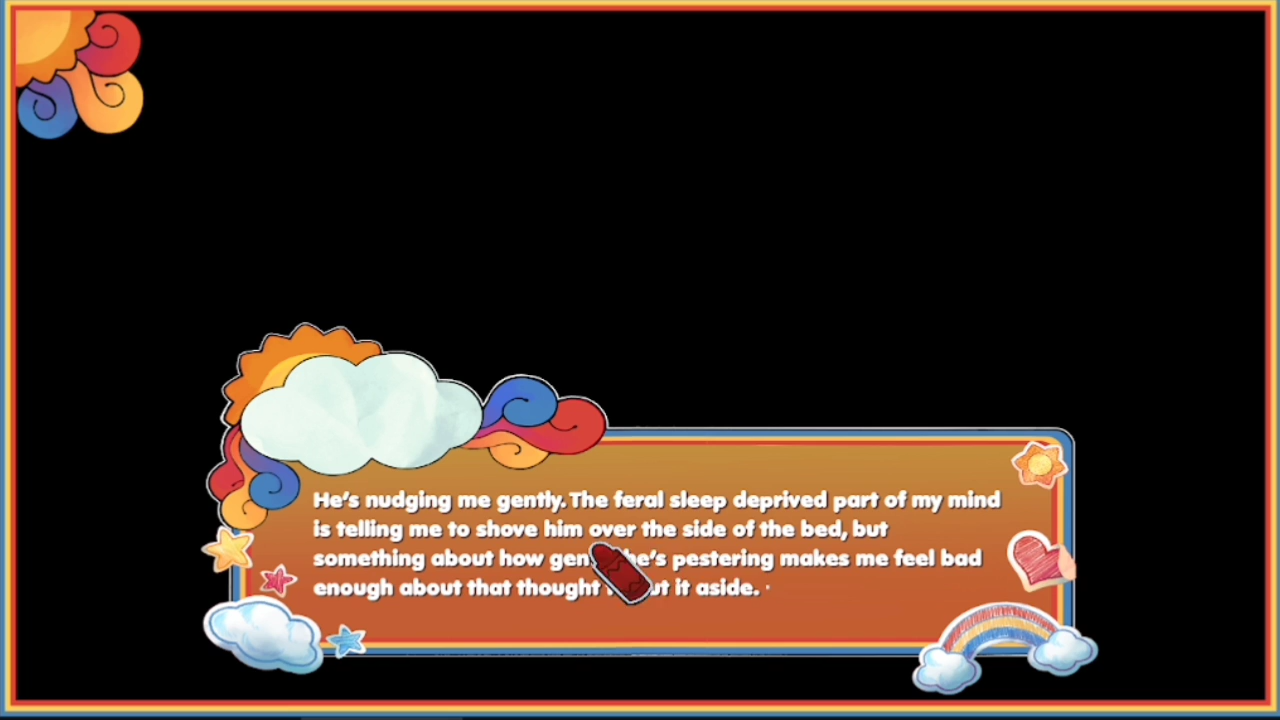 He's nudging me gently. The feral sleep deprived part of my mind
is telling me to shove him over the side of the bed, but
something about how he's pestering makes me feel bad
enough about that thought it aside.